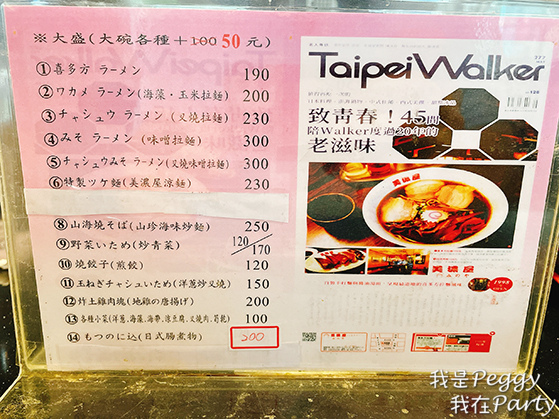 ※大盛(大碗各種+100 50元)
①喜多方 ラーメン 190
②ワカメ ラーメン(海藻・玉米拉麵) 200
③チャシュウ ラーメン(叉燒拉麵) 230
④みそ ラーメン (味噌拉麵) 300
⑤チャシュウみそ ラーメン(叉燒味噌拉麵) 300
⑥特製ツケ麵(美濃屋涼麵) 230
⑧山海燒そば(山珍海味炒麵) 250
⑨野菜いため(炒青菜) 120/170
⑩燒餃子(煎餃) 120
⑪玉ねぎチャシュいため(洋蔥炒叉燒) 150
⑫炸土雞肉塊(地雞の唐揚げ) 200
⑬各種小菜(洋蔥,海藻,海帶,涼豆腐,叉燒肉,筍乾) 100
⑭もつのに込(日式腸煮物) 200
Taipei Walker
致青春！45間
陪Walker度過20年的
老滋味
美濃屋
1998
我是Peggy
我在Party